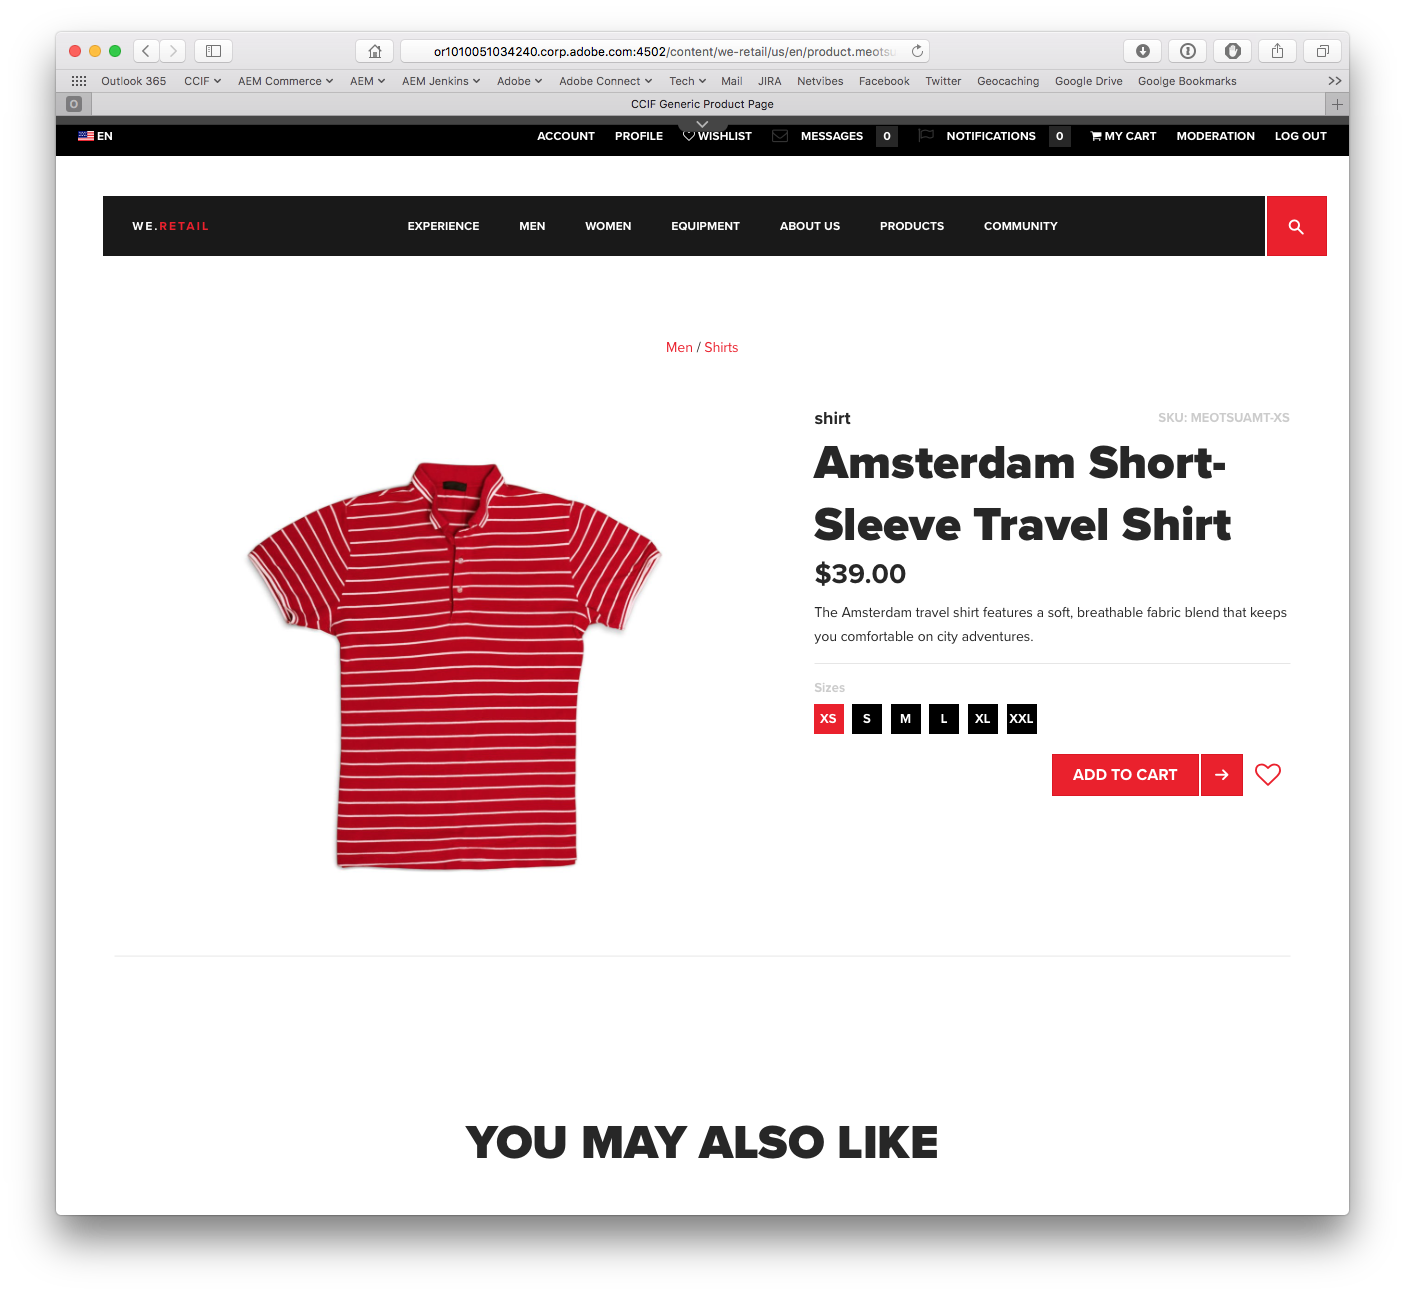 or1010051034240.corp.adobe.com:4502/content/we-retail/us/en/product.meotsu
Outlook 365 CCIF AEM Commerce AEM AEM Jenkins Adobe Adobe Connect Tech Mail JIRA Netvibes Facebook Twitter Geocaching Google Drive Goolge Bookmarks
O CCIF Generic Product Page
EN ACCOUNT PROFILE WISHLIST MESSAGES 0 NOTIFICATIONS 0 MY CART MODERATION LOG OUT
WE.RETAIL EXPERIENCE MEN WOMEN EQUIPMENT ABOUT US PRODUCTS COMMUNITY
Men / Shirts
shirt SKU: MEOTSUAMT-XS
Amsterdam Short-
Sleeve Travel Shirt
$39.00
The Amsterdam travel shirt features a soft, breathable fabric blend that keeps
you comfortable on city adventures.
Sizes
XS S M L XL XXL
ADD TO CART
YOU MAY ALSO LIKE